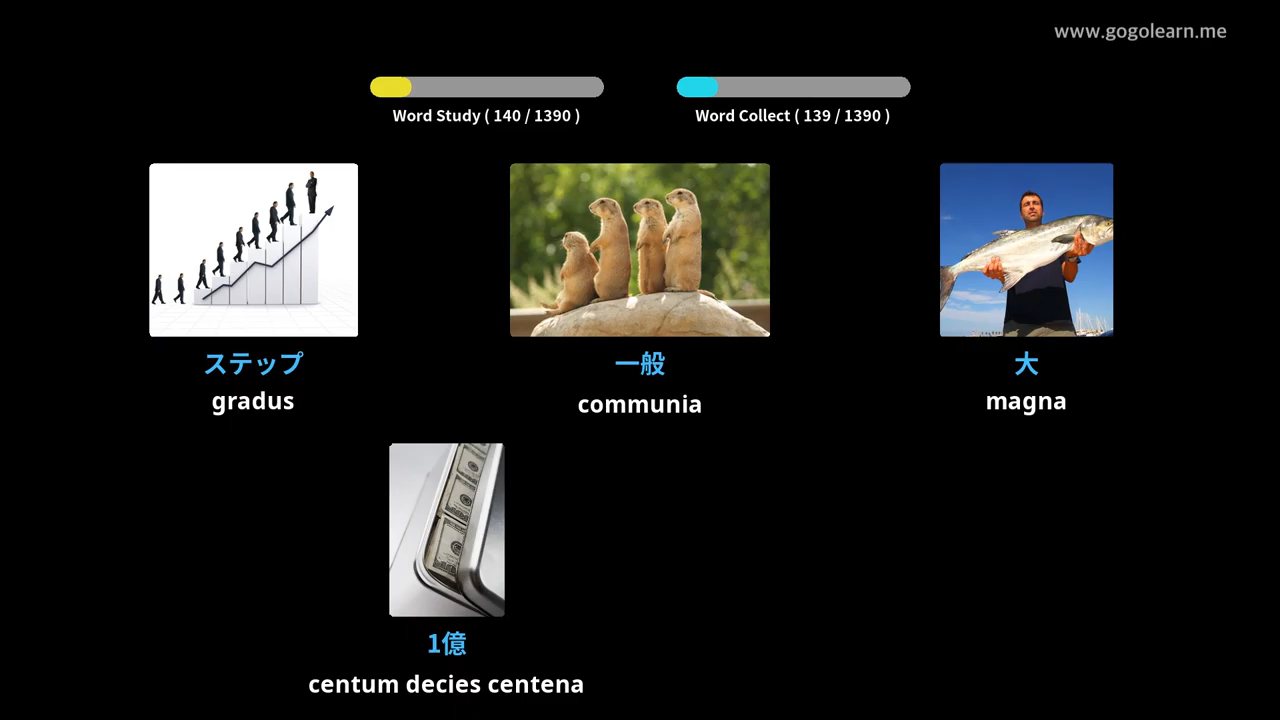 www.gogolearn.me
Word Study ( 140 / 1390 )
Word Collect ( 139 / 1390 )
ステップ
gradus
一般
communia
大
magna
1億
centum decies centena